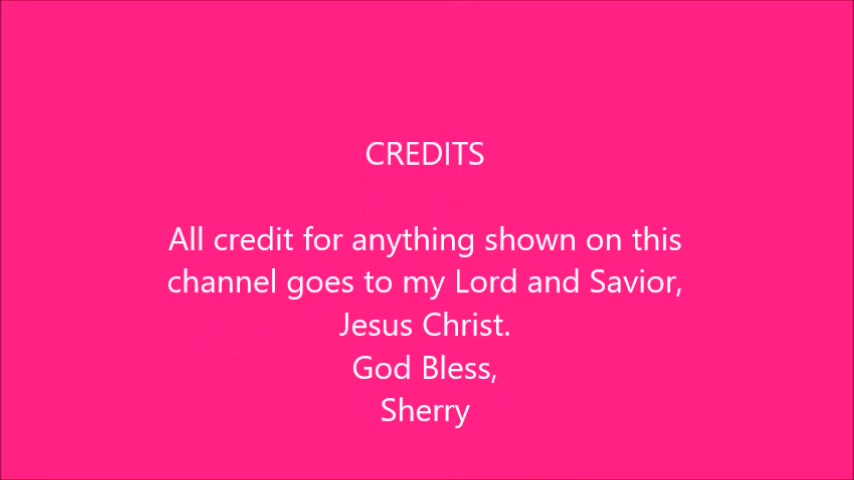 CREDITS
All credit for anything shown on this
channel goes to my Lord and Savior,
Jesus Christ.
God Bless,
Sherry